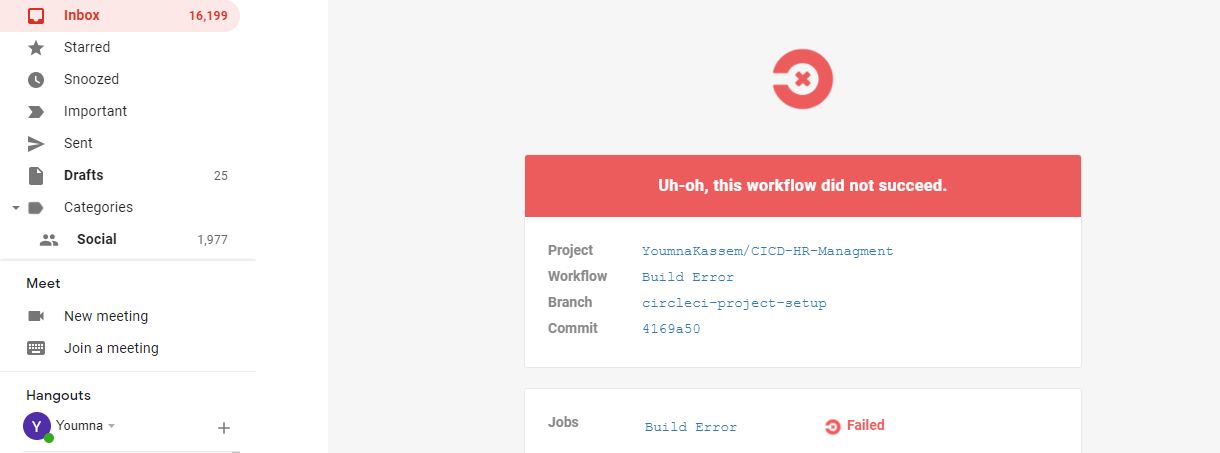 Inbox 16,199
Starred
Snoozed
Important
Sent
Drafts 25
Categories
Social 1,977
Meet
New meeting
Join a meeting
Hangouts
Y Youmna +
Uh-oh, this workflow did not succeed.
Project YoumnaKassem/CICD-HR-Managment
Workflow Build Error
Branch circleci-project-setup
Commit 4169a50
Jobs Build Error Failed